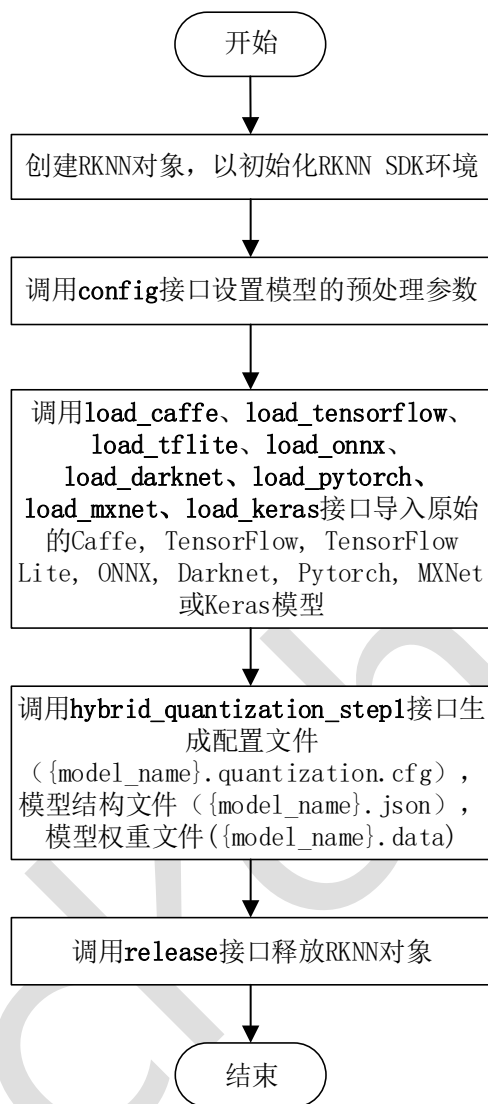 开始
创建RKNN对象，以初始化RKNN SDK环境
调用config接口设置模型的预处理参数
调用load_caffe、load_tensorflow、
load_tflite、load_onnx、
load_darknet、load_pytorch、
load_mxnet、load_keras接口导入原始
的Caffe, TensorFlow, TensorFlow
Lite, ONNX, Darknet, Pytorch, MXNet
或Keras模型
调用hybrid_quantization_step1接口生
成配置文件
（{model_name}.quantization.cfg），
模型结构文件（{model_name}.json），
模型权重文件({model_name}.data)
调用release接口释放RKNN对象
结束